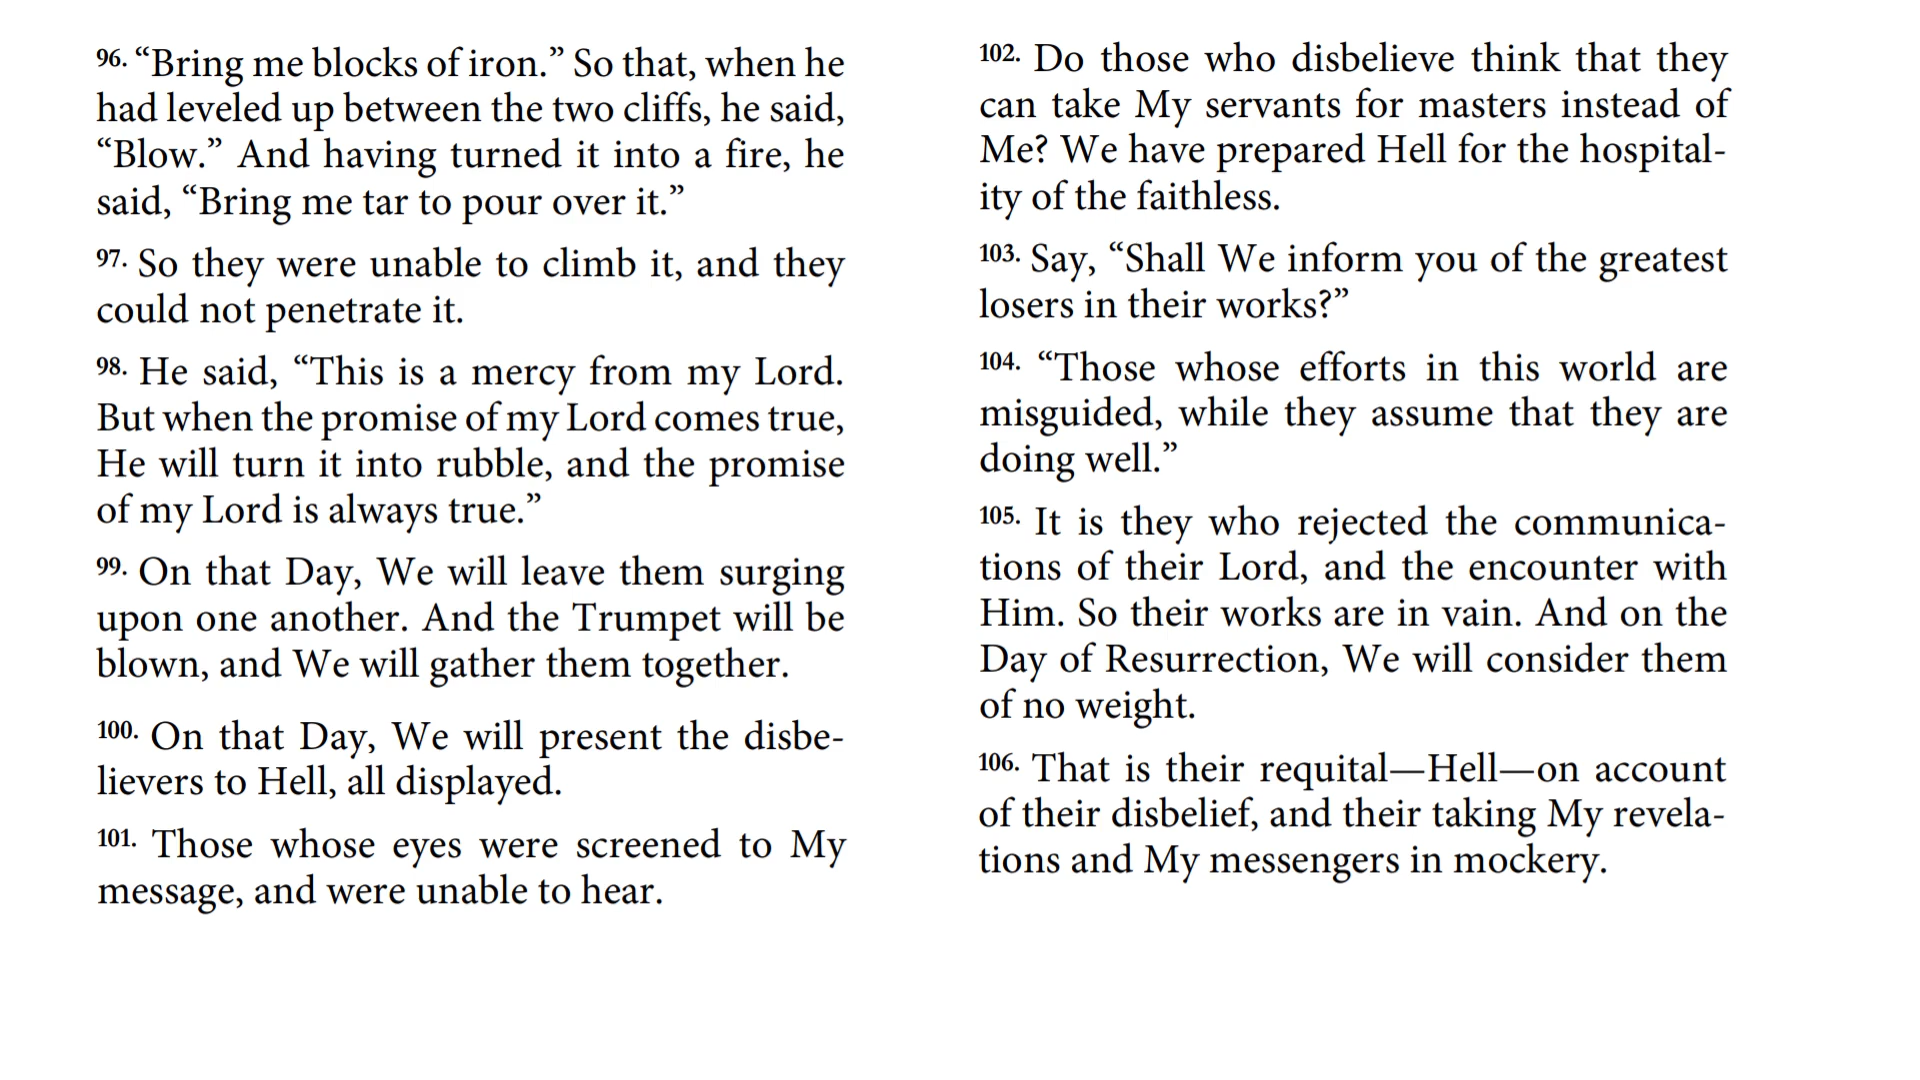 96. “Bring me blocks of iron.” So that, when he
had leveled up between the two cliffs, he said,
“Blow.” And having turned it into a fire, he
said, “Bring me tar to pour over it.”
97. So they were unable to climb it, and they
could not penetrate it.
98. He said, “This is a mercy from my Lord.
But when the promise of my Lord comes true,
He will turn it into rubble, and the promise
of my Lord is always true.”
99. On that Day, We will leave them surging
upon one another. And the Trumpet will be
blown, and We will gather them together.
100. On that Day, We will present the disbe-
lievers to Hell, all displayed.
101. Those whose eyes were screened to My
message, and were unable to hear.
102. Do those who disbelieve think that they
can take My servants for masters instead of
Me? We have prepared Hell for the hospital-
ity of the faithless.
103. Say, “Shall We inform you of the greatest
losers in their works?”
104. “Those whose efforts in this world are
misguided, while they assume that they are
doing well.”
105. It is they who rejected the communica-
tions of their Lord, and the encounter with
Him. So their works are in vain. And on the
Day of Resurrection, We will consider them
of no weight.
106. That is their requital—Hell—on account
of their disbelief, and their taking My revela-
tions and My messengers in mockery.